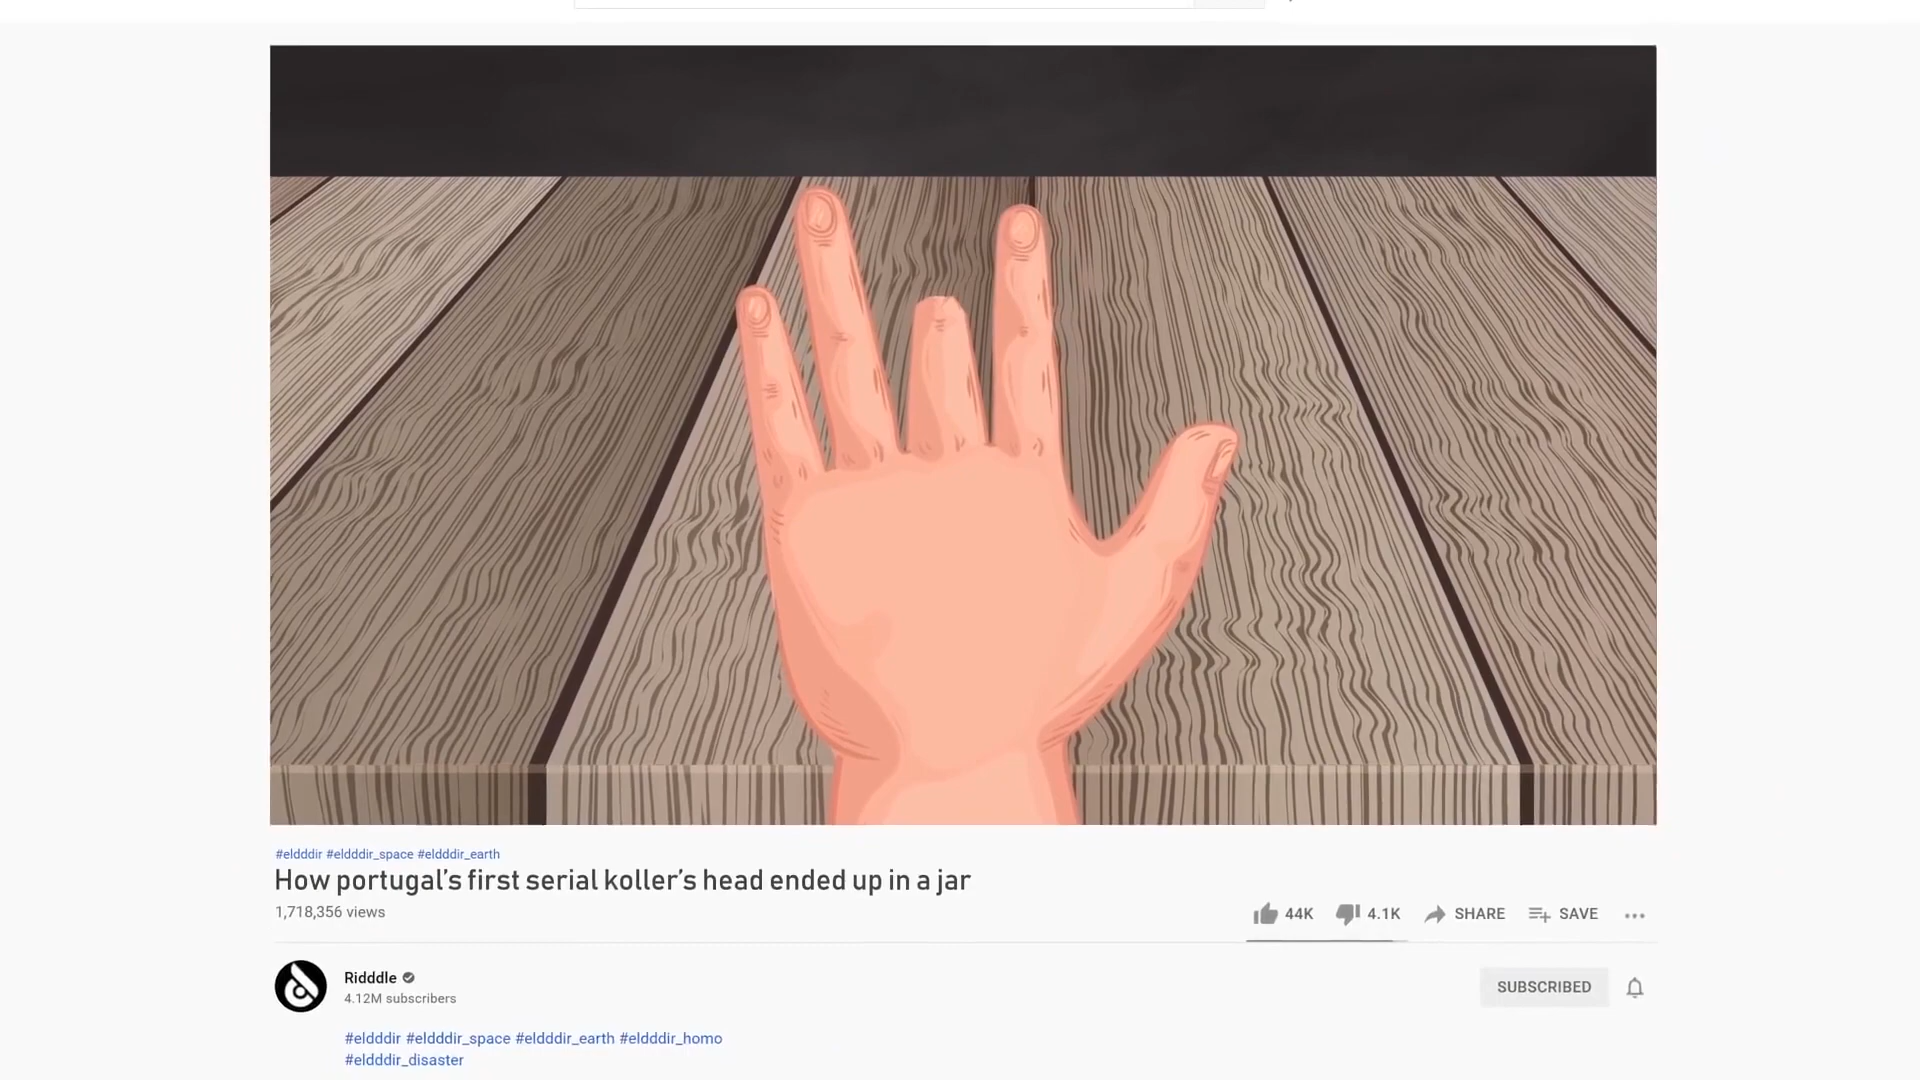 #eldddir #eldddir_space #eldddir_earth
How portugal's first serial koller's head ended up in a jar
1,718,356 views
44K 4.1K SHARE SAVE
Ridddle
4.12M subscribers
SUBSCRIBED
#eldddir #eldddir_space #eldddir_earth #eldddir_homo
#eldddir_disaster